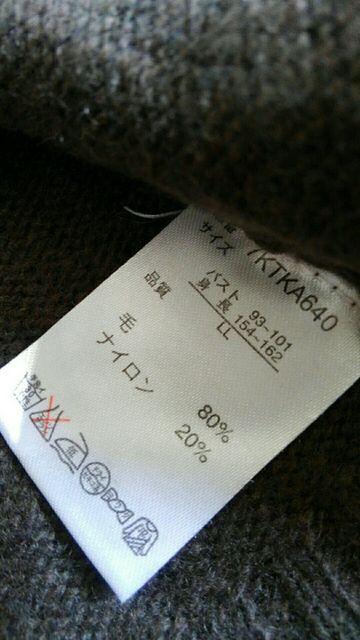 7KTKA640
サイズ
バスト 93~101
身長 154~162
LL
品質
毛 80%
ナイロン 20%